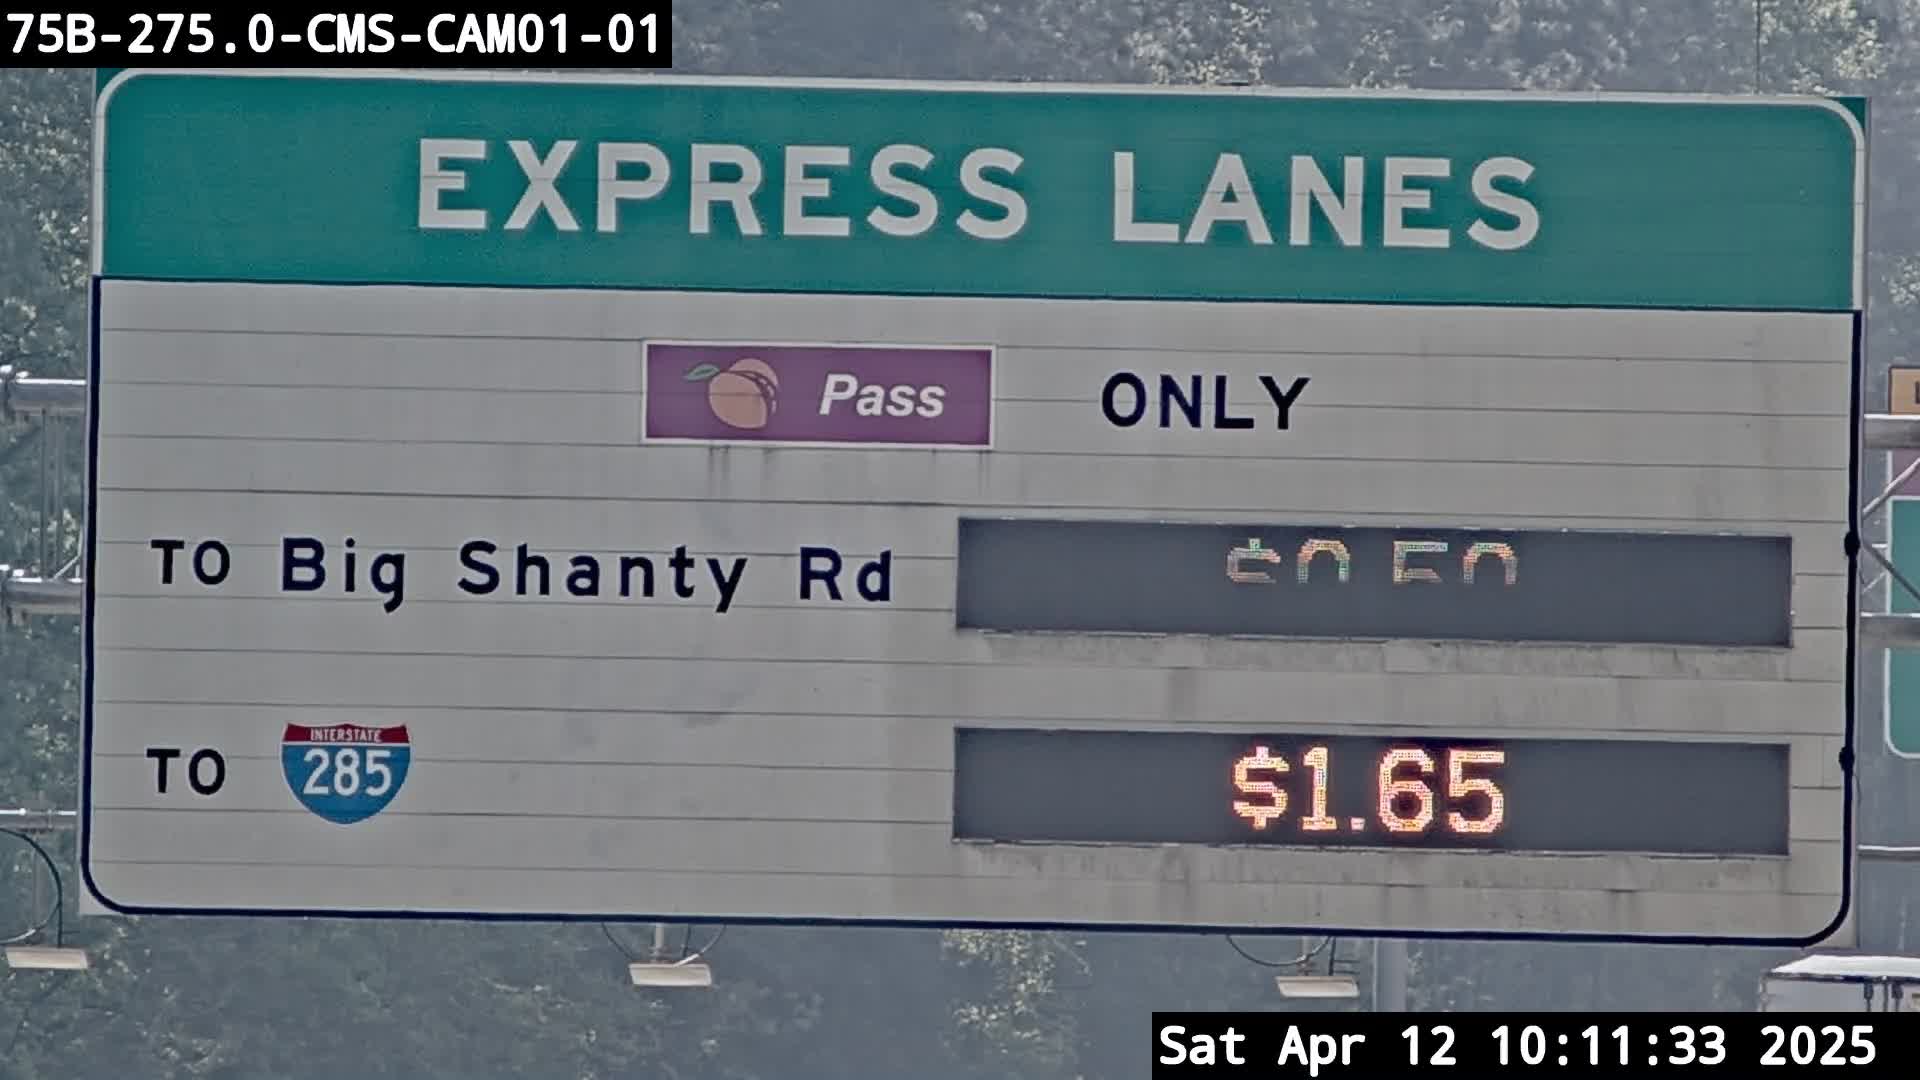 75B-275.0-CMS-CAM01-01
EXPRESS LANES
Pass ONLY
TO Big Shanty Rd
TO INTERSTATE 285 $1.65
Sat Apr 12 10:11:33 2025